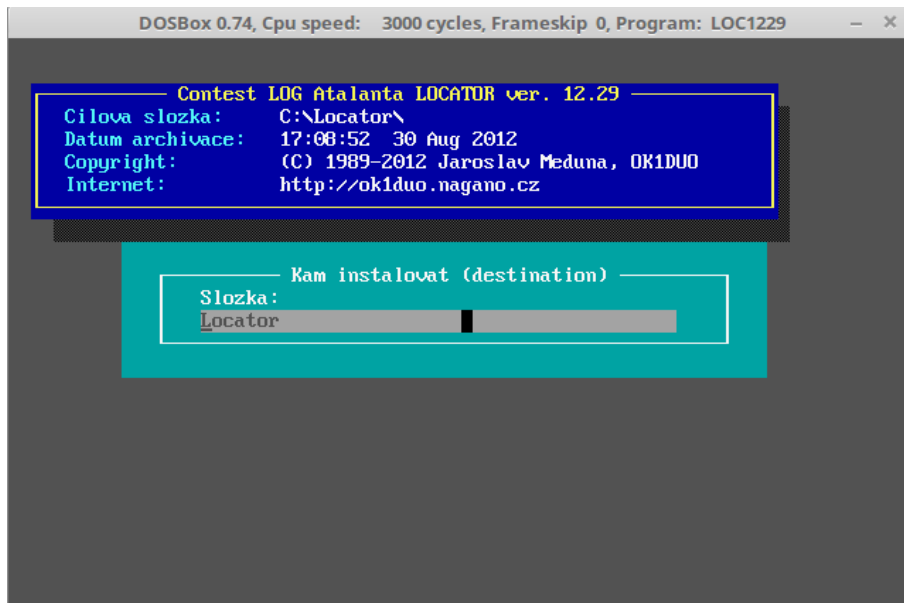 DOSBox 0.74, Cpu speed: 3000 cycles, Frameskip 0, Program: LOC1229
Contest LOG Atalanta LOCATOR ver. 12.29
Cilova slozka: C:\Locator\
Datum archivace: 17:08:52 30 Aug 2012
Copyright: (C) 1989-2012 Jaroslav Meduna, OK1DUO
Internet: http://ok1duo.nagano.cz
Kam instalovat (destination)
Slozka:
Locator